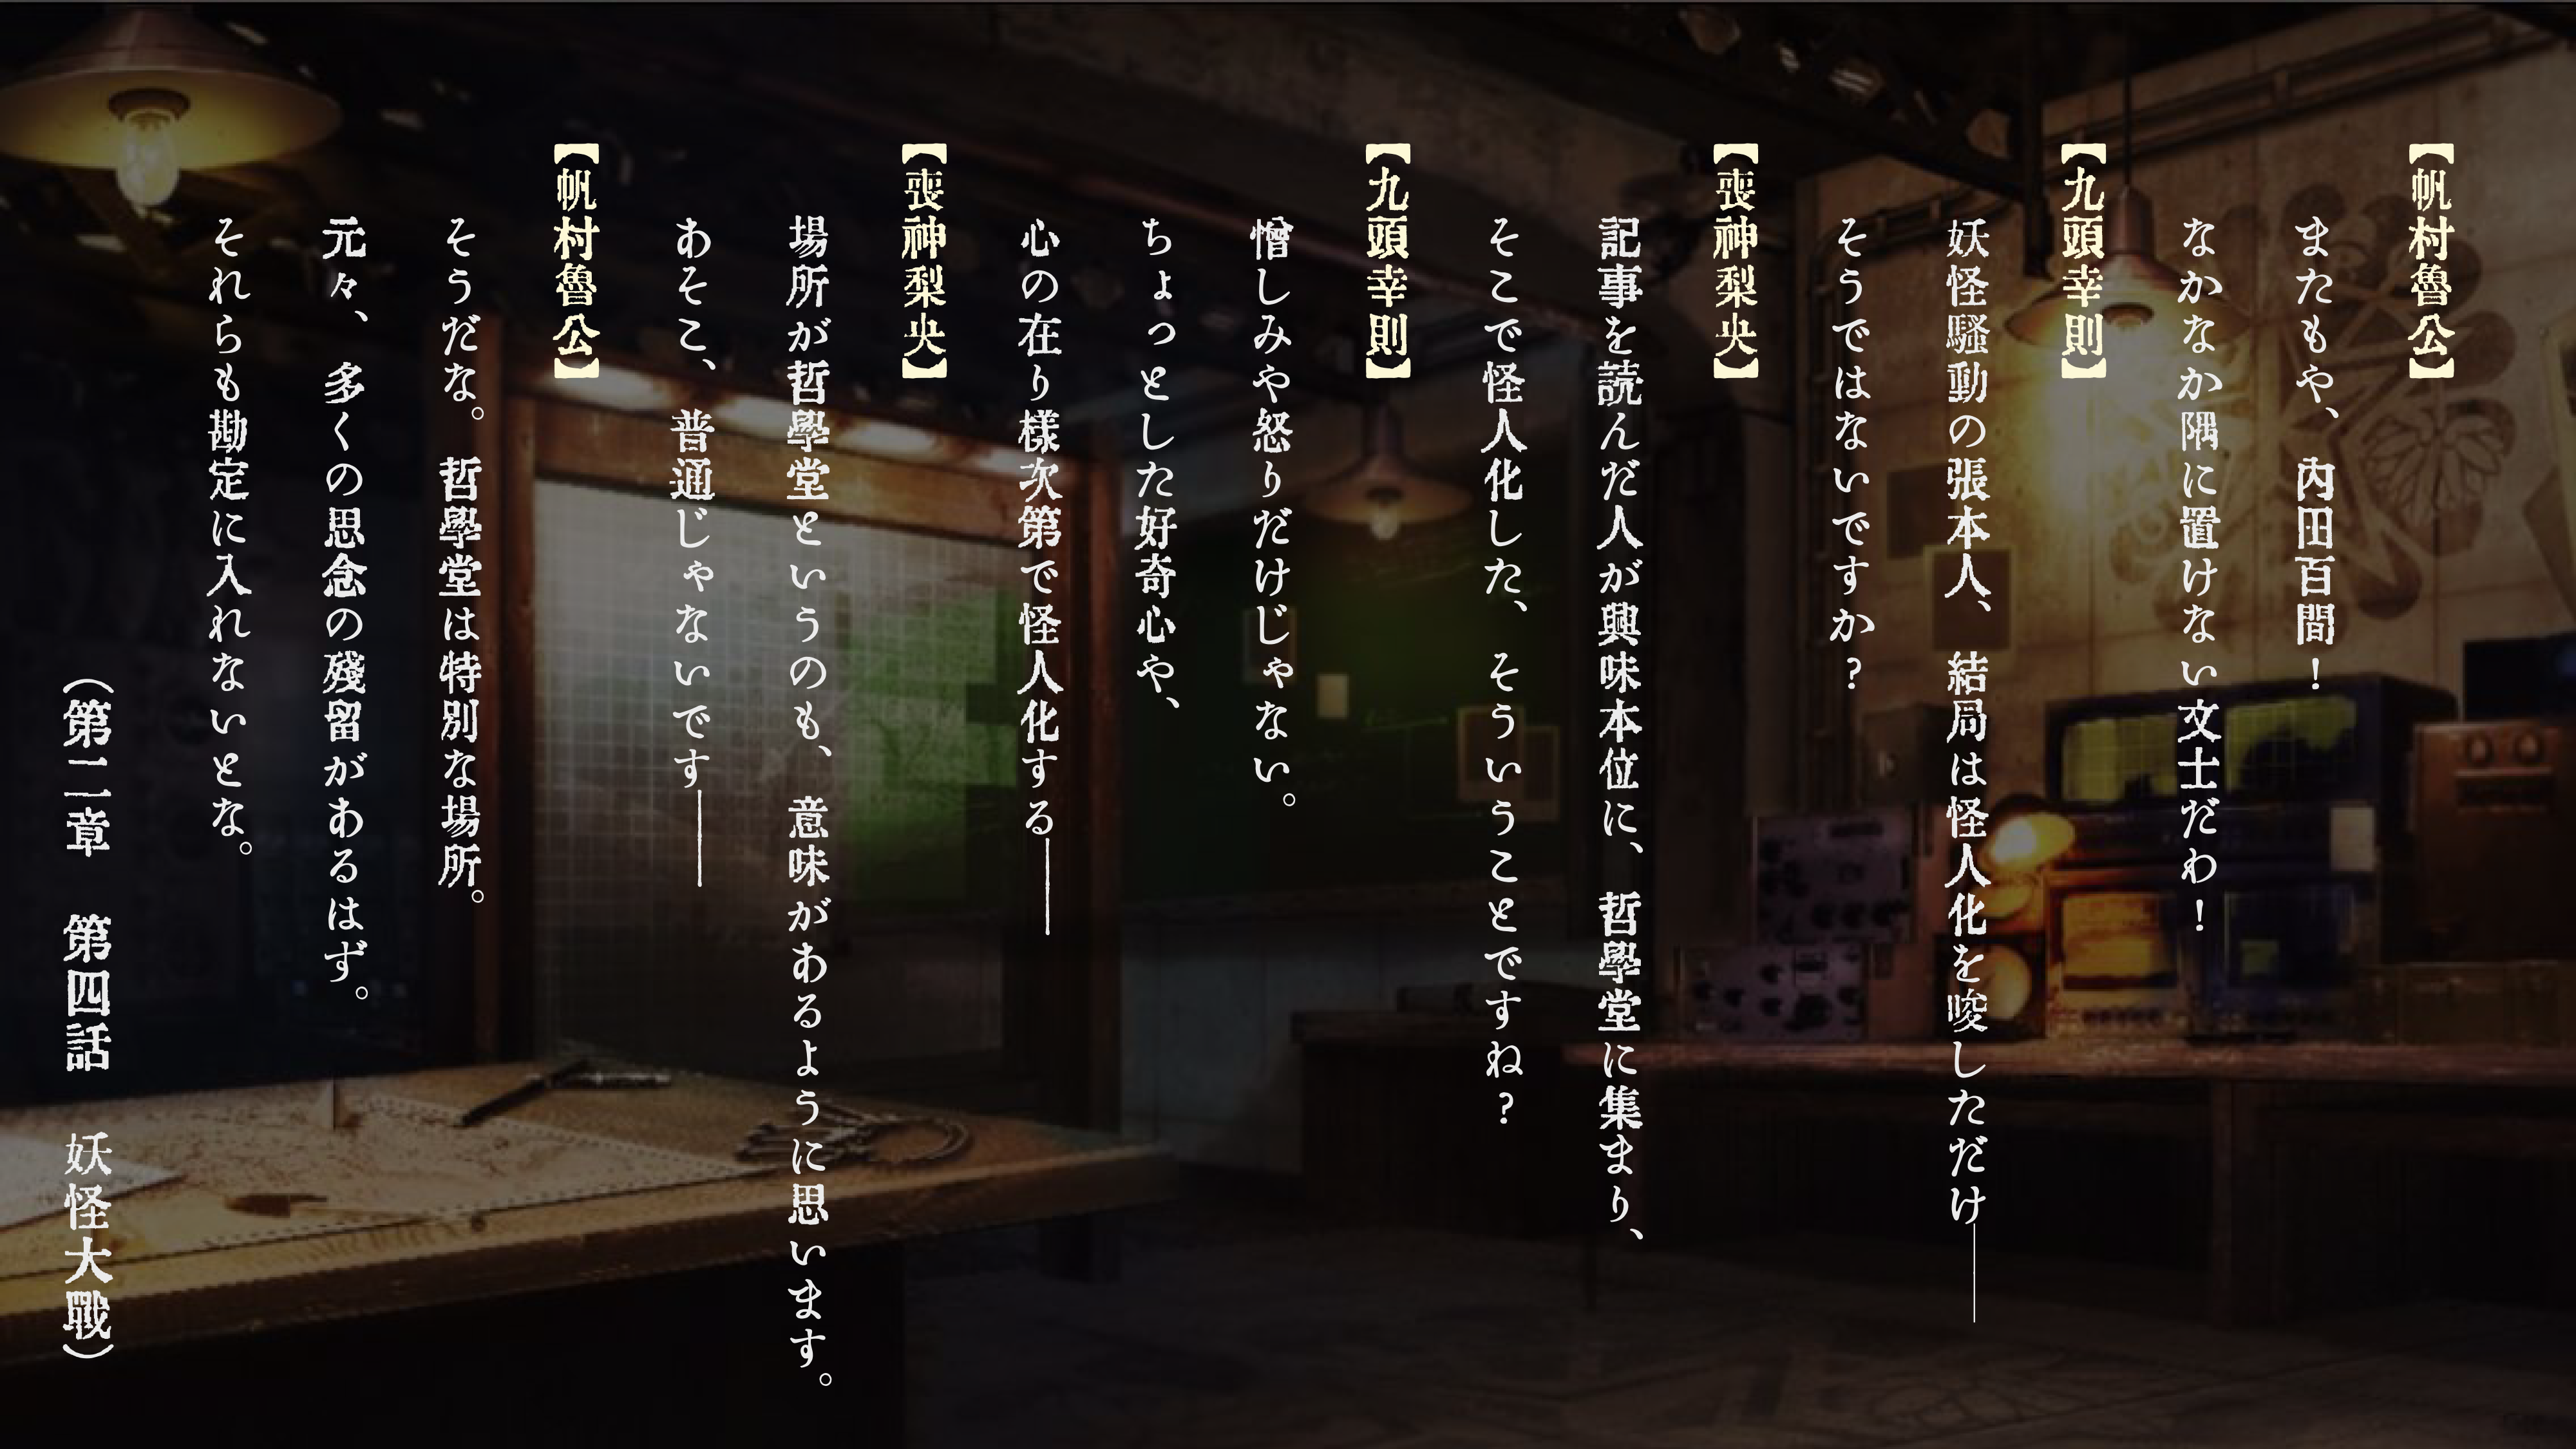 【帆村魯公】
またもや、内田百間！
なかなか隅に置けない文士だわ！
【九頭幸則】
妖怪騒動の張本人、結局は怪人化を唆しただけ――
そうではないですか？
【喪神梨央】
記事を読んだ人が興味本位に、哲學堂に集まり、
そこで怪人化した、そういうことですね？
【九頭幸則】
憎しみや怒りだけじゃない。
ちょっとした好奇心や、
心の在り様次第で怪人化する――
【喪神梨央】
場所が哲學堂というのも、意味があるように思います。
あそこ、普通じゃないです――
【帆村魯公】
そうだな。哲學堂は特別な場所。
元々、多くの思念の殘留があるはず。
それらも勘定に入れないとな。
（第二章　第四話　妖怪大戰）